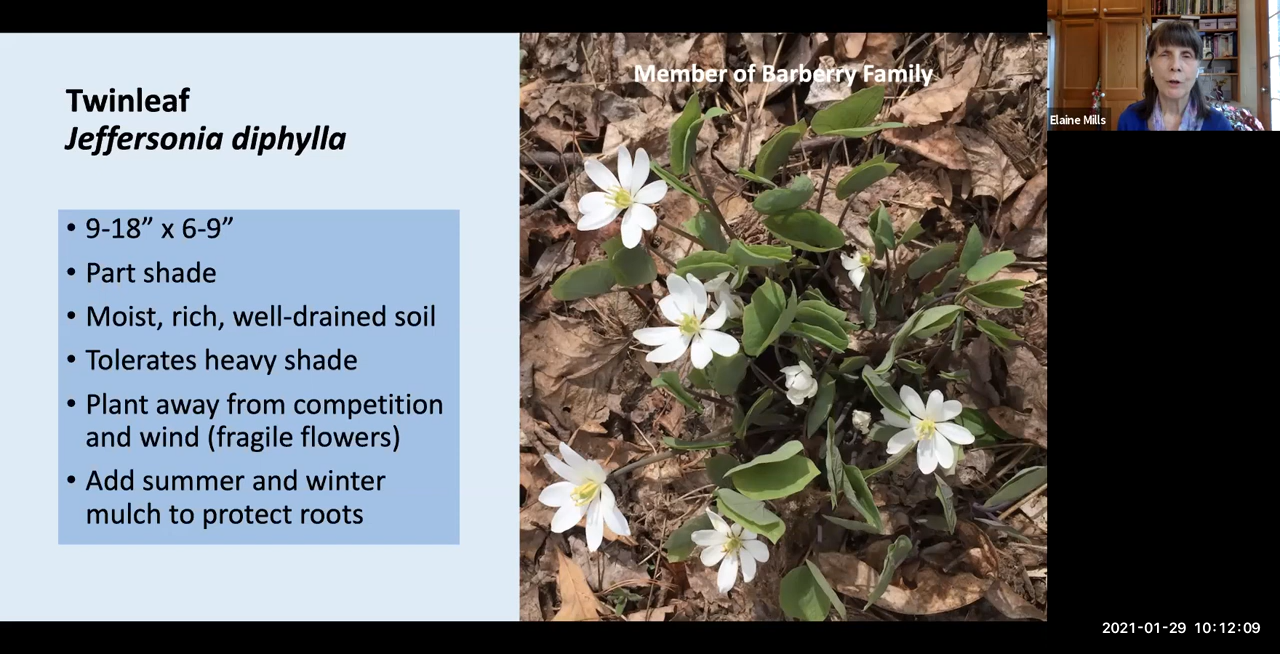 Twinleaf
Jeffersonia diphylla
• 9-18” x 6-9”
• Part shade
• Moist, rich, well-drained soil
• Tolerates heavy shade
• Plant away from competition
and wind (fragile flowers)
• Add summer and winter
mulch to protect roots
Member of Barberry Family
Elaine Mills
2021-01-29 10:12:09